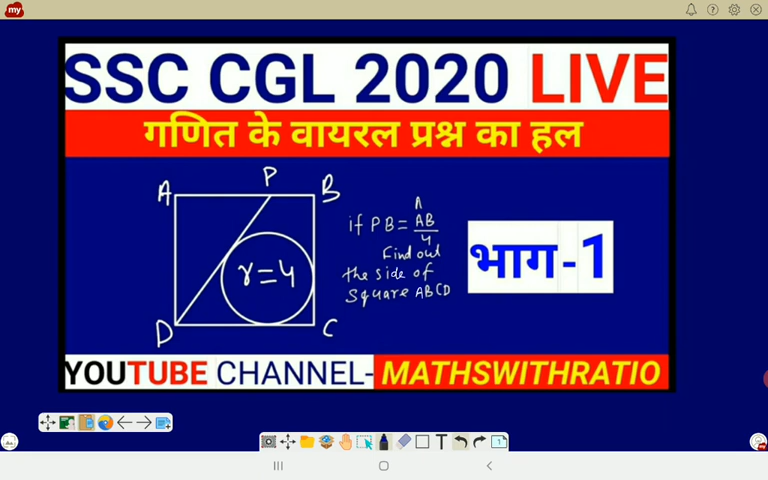 my
SSC CGL 2020 LIVE
गणित के वायरल प्रश्न का हल
A
P
B
r=4
D
C
A
if PB = AB
4
Find out
the side of
Square ABCD
भाग-1
YOUTUBE CHANNEL-MATHSWITHRATIO
T
1